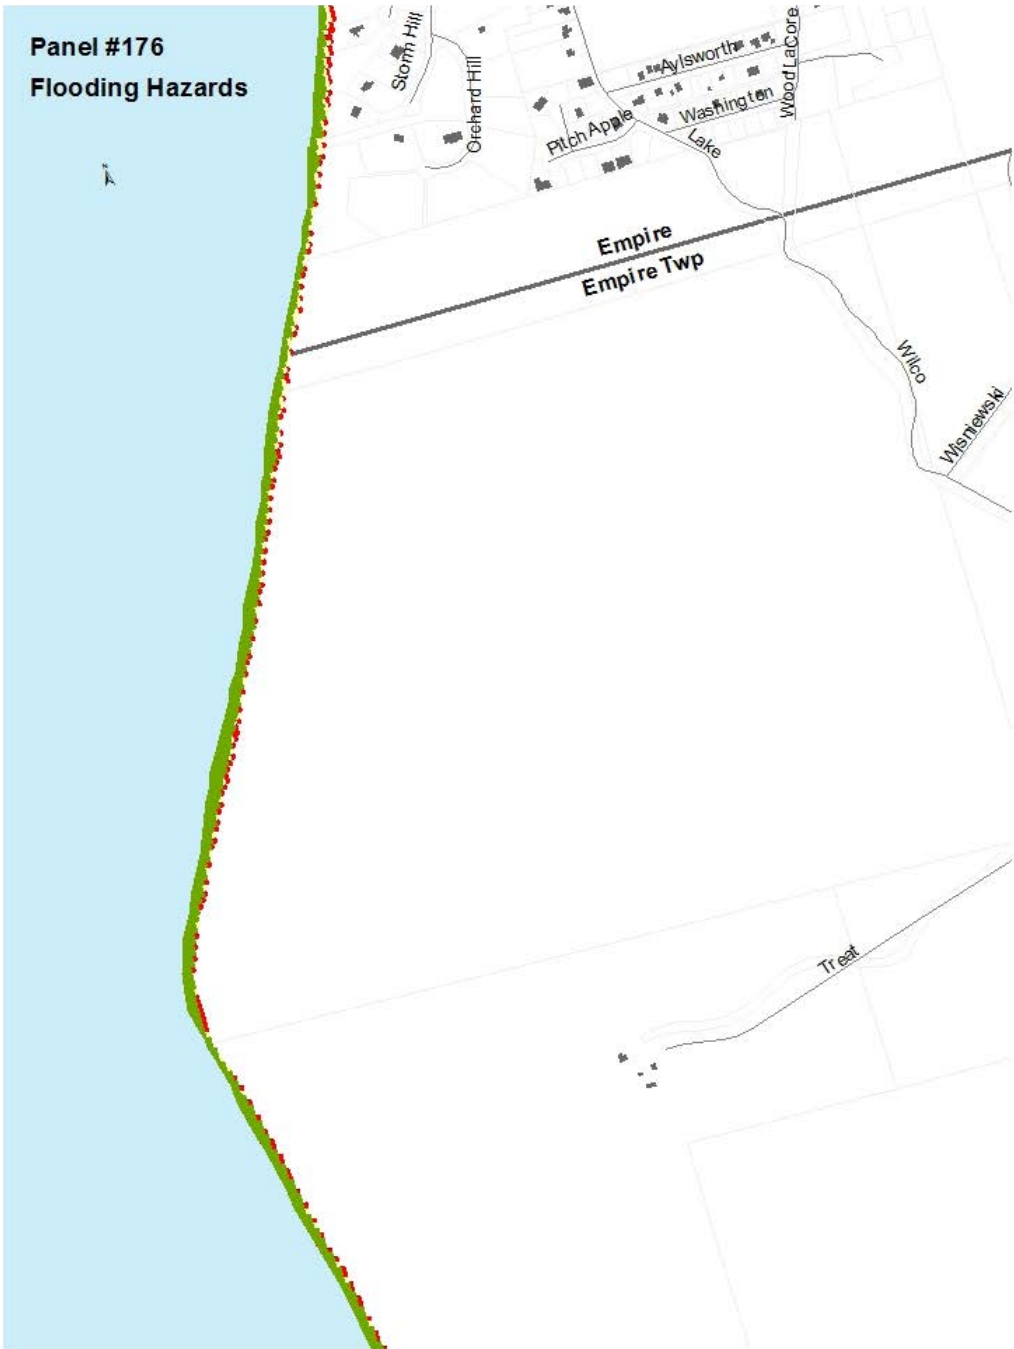 Panel #176
Flooding Hazards
Storm Hill
Orchard Hill
Aylsworth
Wood LaCore
Washington
Pitch Apple
Lake
Empire
Empire Twp
Wilco
Wisniewski
Treat